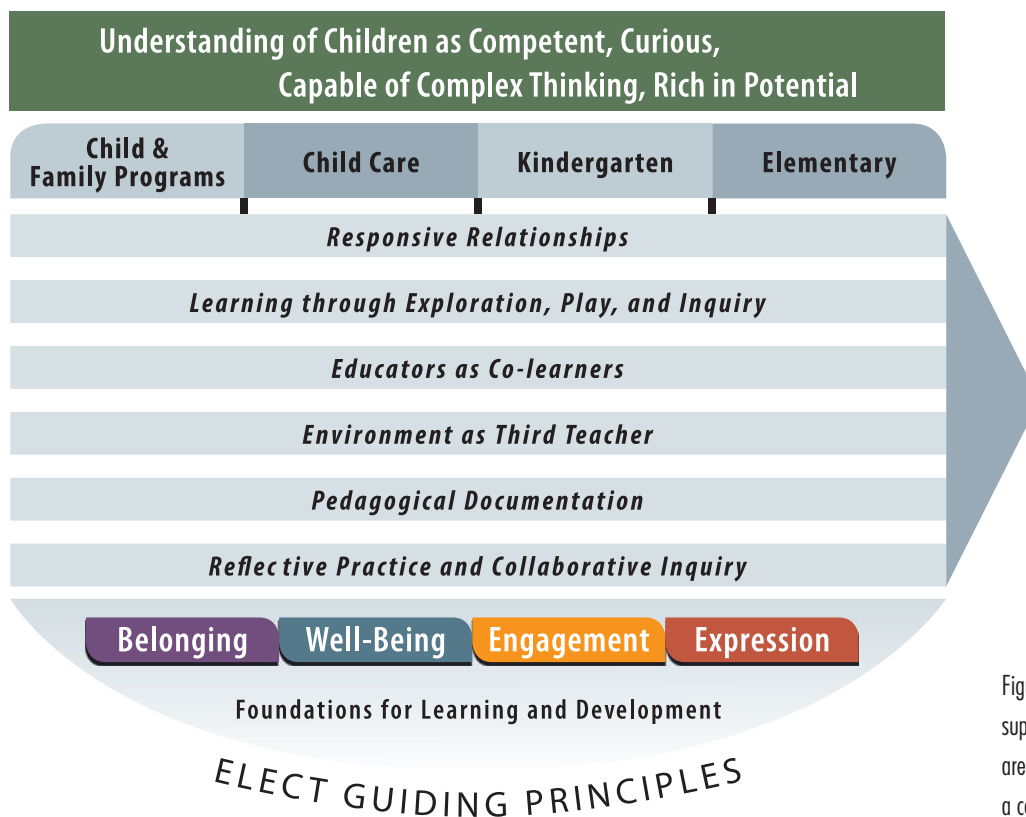 Understanding of Children as Competent, Curious,
Capable of Complex Thinking, Rich in Potential
Child &
Family Programs
Child Care
Kindergarten
Elementary
Responsive Relationships
Learning through Exploration, Play, and Inquiry
Educators as Co-learners
Environment as Third Teacher
Pedagogical Documentation
Reflective Practice and Collaborative Inquiry
Belonging
Well-Being
Engagement
Expression
Foundations for Learning and Development
ELECT GUIDING PRINCIPLES
are
a